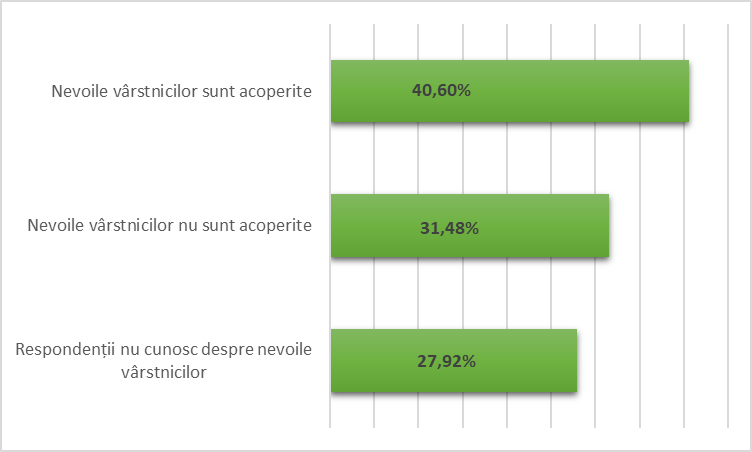 Nevoile vârstnicilor sunt acoperite
40,60%
Nevoile vârstnicilor nu sunt acoperite
31,48%
Respondenții nu cunosc despre nevoile
vârstnicilor
27,92%